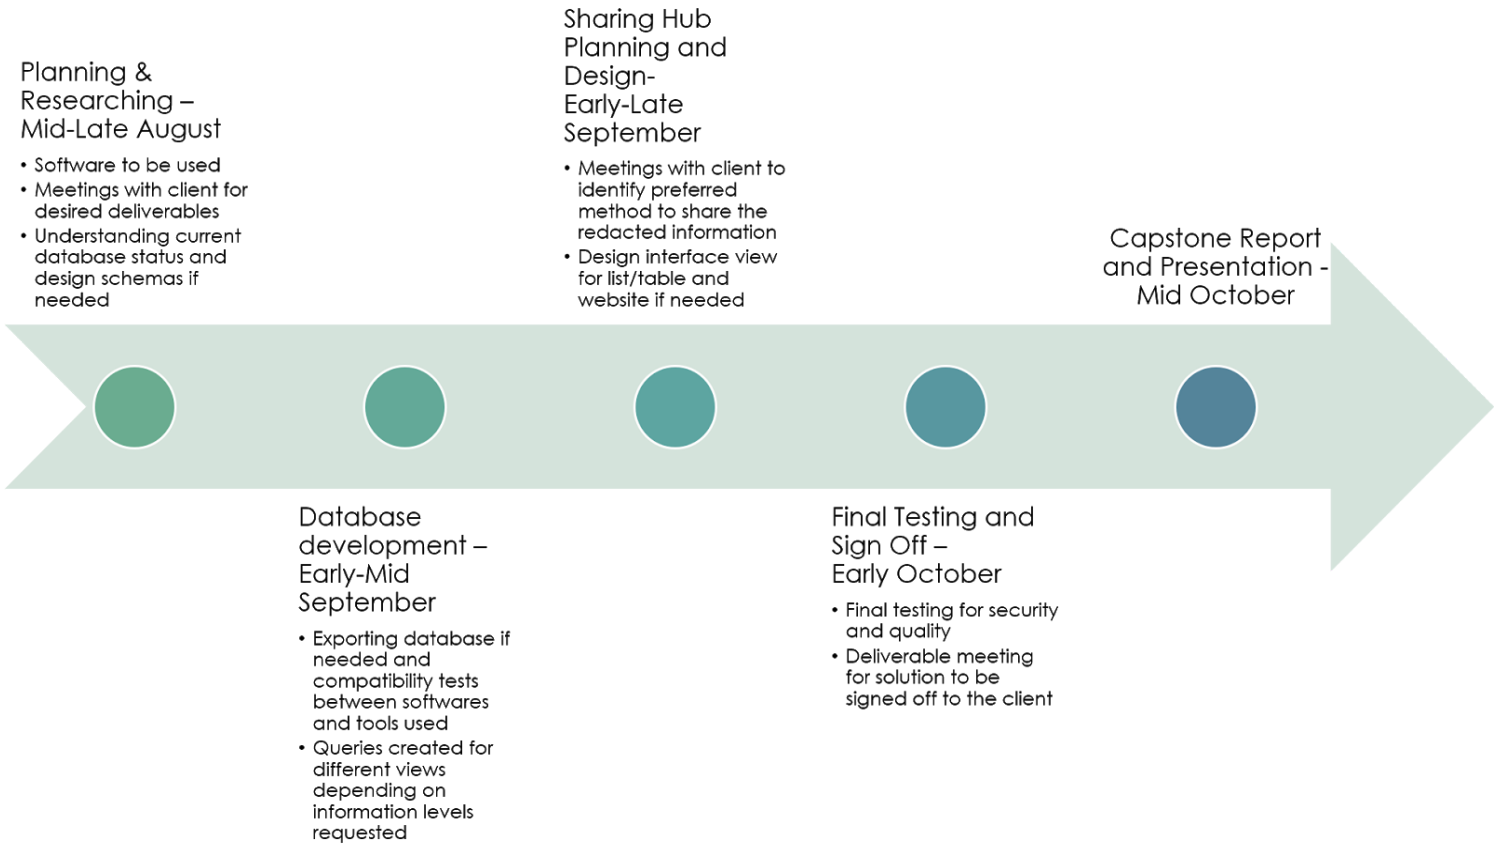 Planning &
Researching –
Mid-Late August
• Software to be used
• Meetings with client for
desired deliverables
• Understanding current
database status and
design schemas if
needed
Database
development –
Early-Mid
September
• Exporting database if
needed and
compatibility tests
between softwares
and tools used
• Queries created for
different views
depending on
information levels
requested
Sharing Hub
Planning and
Design-
Early-Late
September
• Meetings with client to
identify preferred
method to share the
redacted information
• Design interface view
for list/table and
website if needed
Final Testing and
Sign Off –
Early October
• Final testing for security
and quality
• Deliverable meeting
for solution to be
signed off to the client
Capstone Report
and Presentation -
Mid October